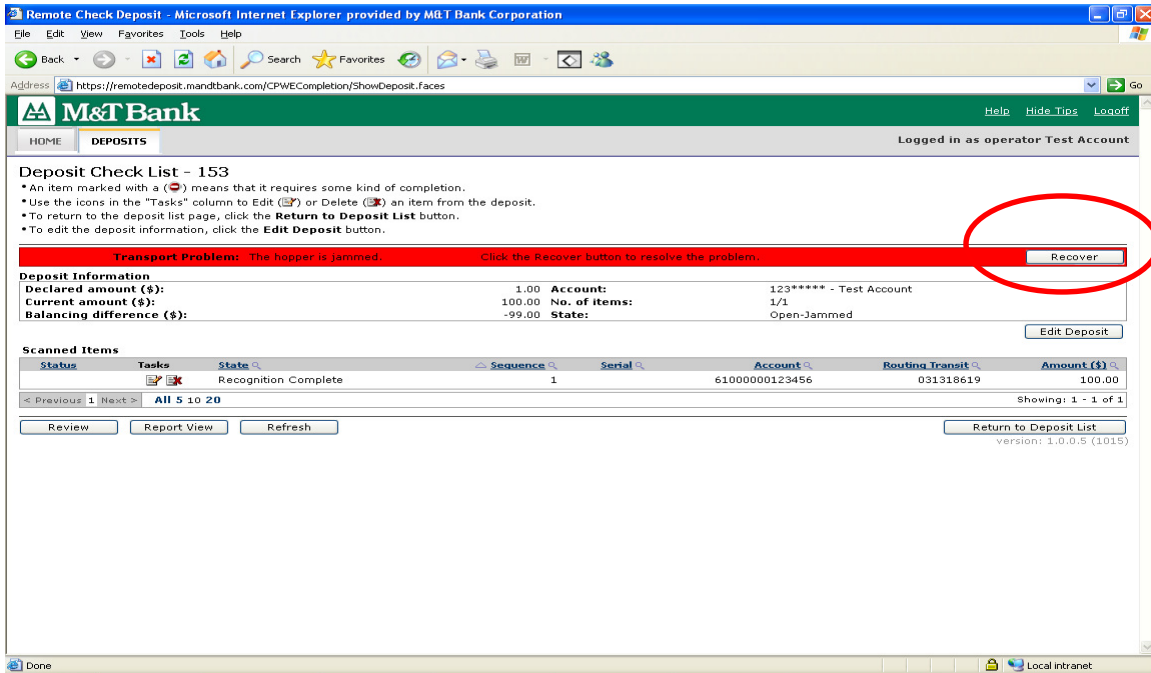 Remote Check Deposit - Microsoft Internet Explorer provided by M&T Bank Corporation
File Edit View Favorites Tools Help
Back Search Favorites
Address https://remotedeposit.mandtbank.com/CPWECompletion/ShowDeposit.faces Go
M&T Bank Help Hide Tips Logoff
HOME DEPOSITS Logged in as operator Test Account
Deposit Check List - 153
• An item marked with a ( ) means that it requires some kind of completion.
• Use the icons in the "Tasks" column to Edit ( ) or Delete ( ) an item from the deposit.
• To return to the deposit list page, click the Return to Deposit List button.
• To edit the deposit information, click the Edit Deposit button.
Transport Problem: The hopper is jammed. Click the Recover button to resolve the problem. Recover
Deposit Information
Declared amount ($): 1.00 Account: 123***** - Test Account
Current amount ($): 100.00 No. of items: 1/1
Balancing difference ($): -99.00 State: Open-Jammed
Edit Deposit
Scanned Items
Status Tasks State Sequence Serial Account Routing Transit Amount ($)
Recognition Complete 1 61000000123456 031318619 100.00
< Previous 1 Next > All 5 10 20 Showing: 1 - 1 of 1
Review Report View Refresh Return to Deposit List
version: 1.0.0.5 (1015)
Done Local intranet